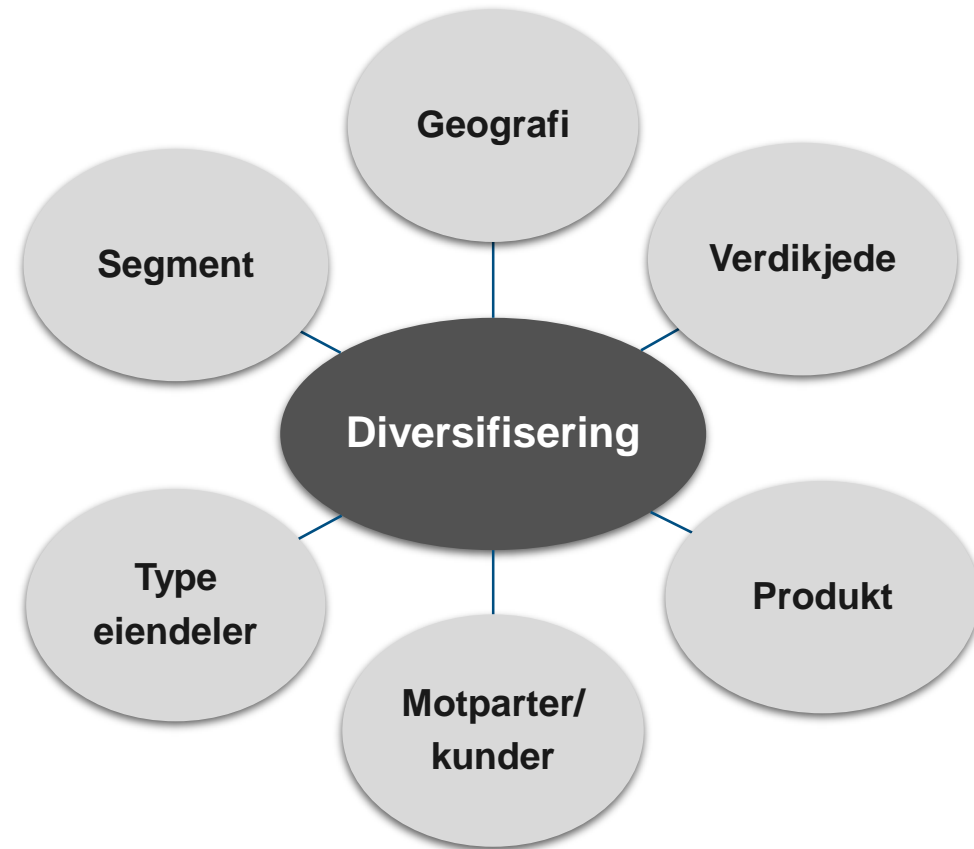 Geografi
Segment
Verdikjede
Diversifisering
Type
eiendeler
Produkt
Motparter/
kunder